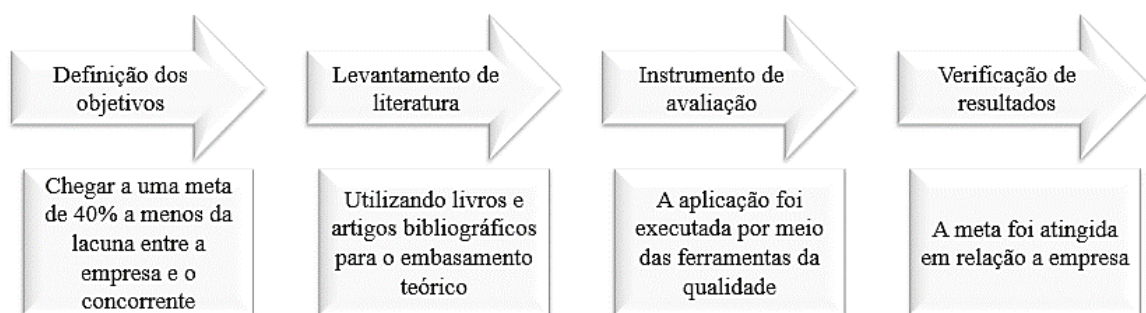 Definição dos
objetivos
Levantamento de
literatura
Instrumento de
avaliação
Verificação de
resultados
Chegar a uma meta
de 40% a menos da
lacuna entre a
empresa e o
concorrente
Utilizando livros e
artigos bibliográficos
para o embasamento
teórico
A aplicação foi
executada por meio
das ferramentas da
qualidade
A meta foi atingida
em relação a empresa